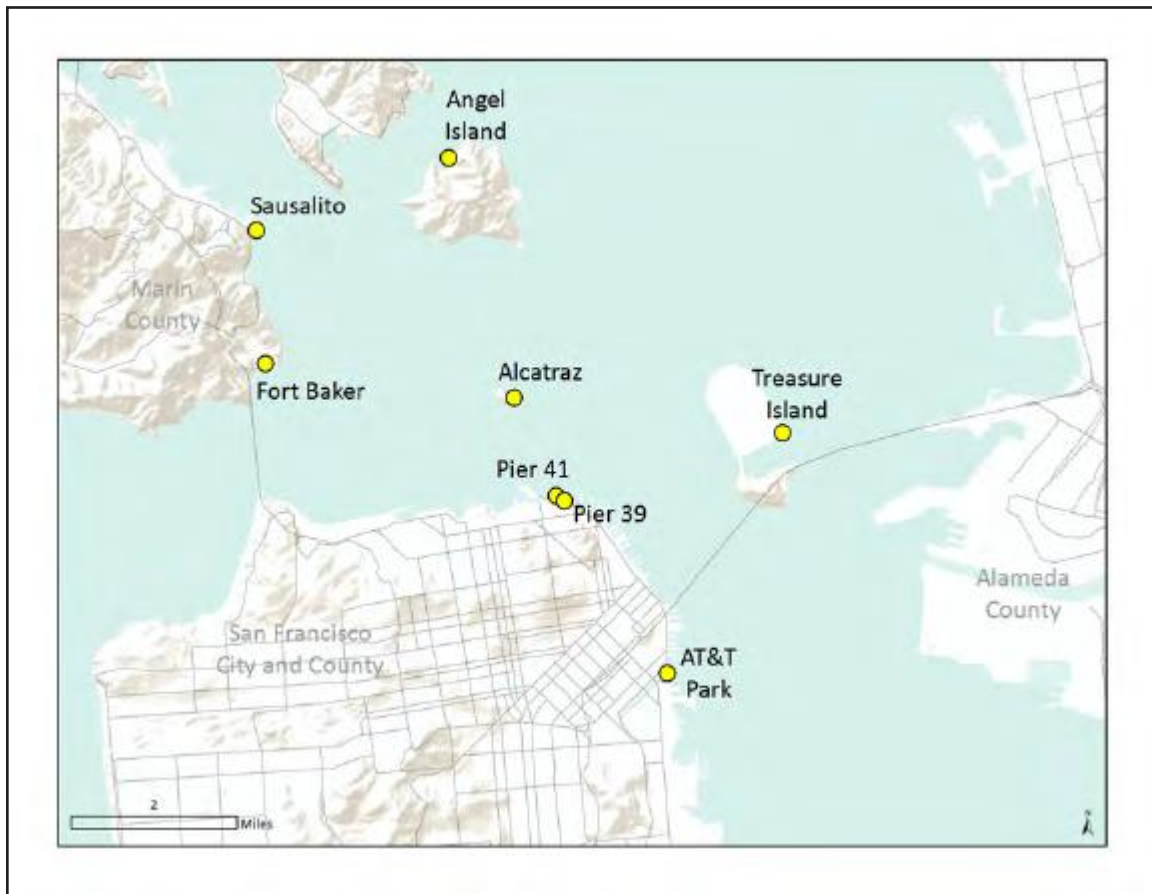 Angel
Island
Sausalito
Marin
County
Fort Baker
Alcatraz
Treasure
Island
Pier 41
Pier 39
Alameda
County
San Francisco
City and County
AT&T
Park
2
Miles
N